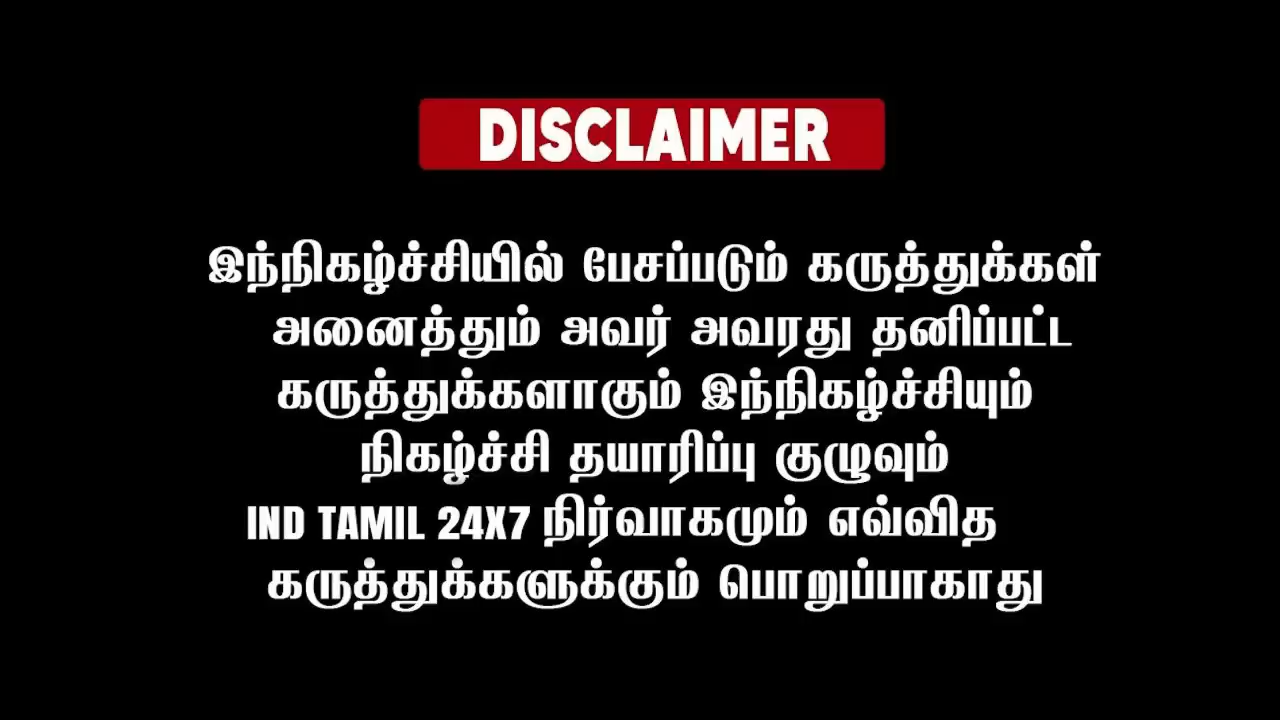 DISCLAIMER
இந்நிகழ்ச்சியில் பேசப்படும் கருத்துக்கள்
அனைத்தும் அவர் அவரது தனிப்பட்ட
கருத்துக்களாகும் இந்நிகழ்ச்சியும்
நிகழ்ச்சி தயாரிப்பு குழுவும்
IND TAMIL 24X7 நிர்வாகமும் எவ்வித
கருத்துக்களுக்கும் பொறுப்பாகாது